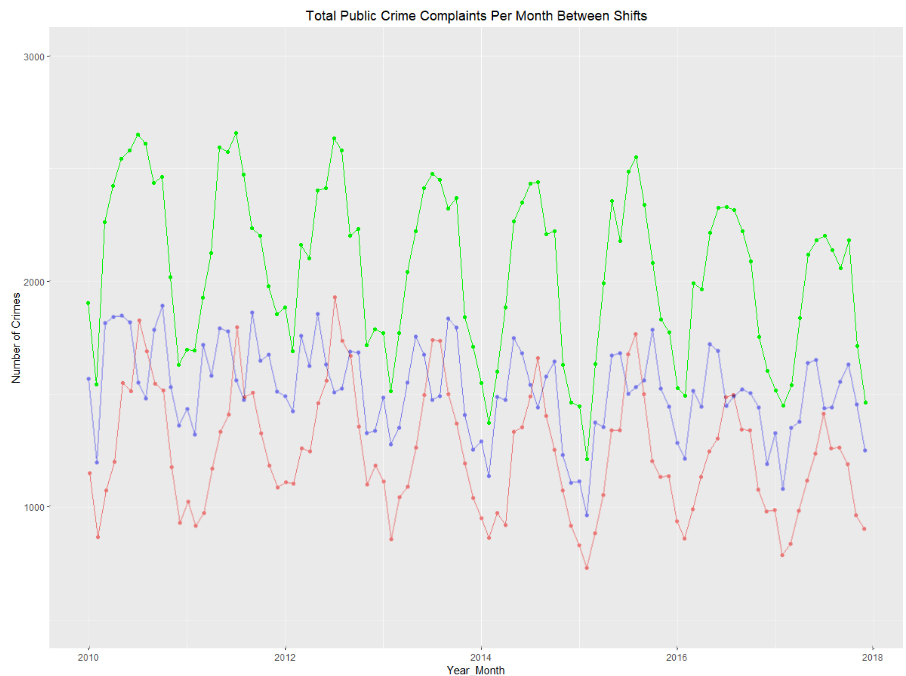 Total Public Crime Complaints Per Month Between Shifts
3000
2000
1000
Number of Crimes
2010 2012 2014 2016 2018
Year_Month